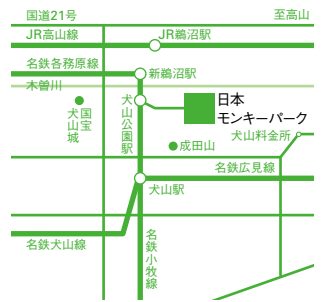 国道21号
至高山
JR高山線
JR鵜沼駅
名鉄各務原線
新鵜沼駅
木曽川
国宝
犬山城
犬山公園駅
日本
モンキーパーク
犬山料金所
成田山
名鉄広見線
犬山駅
名鉄犬山線
名鉄小牧線